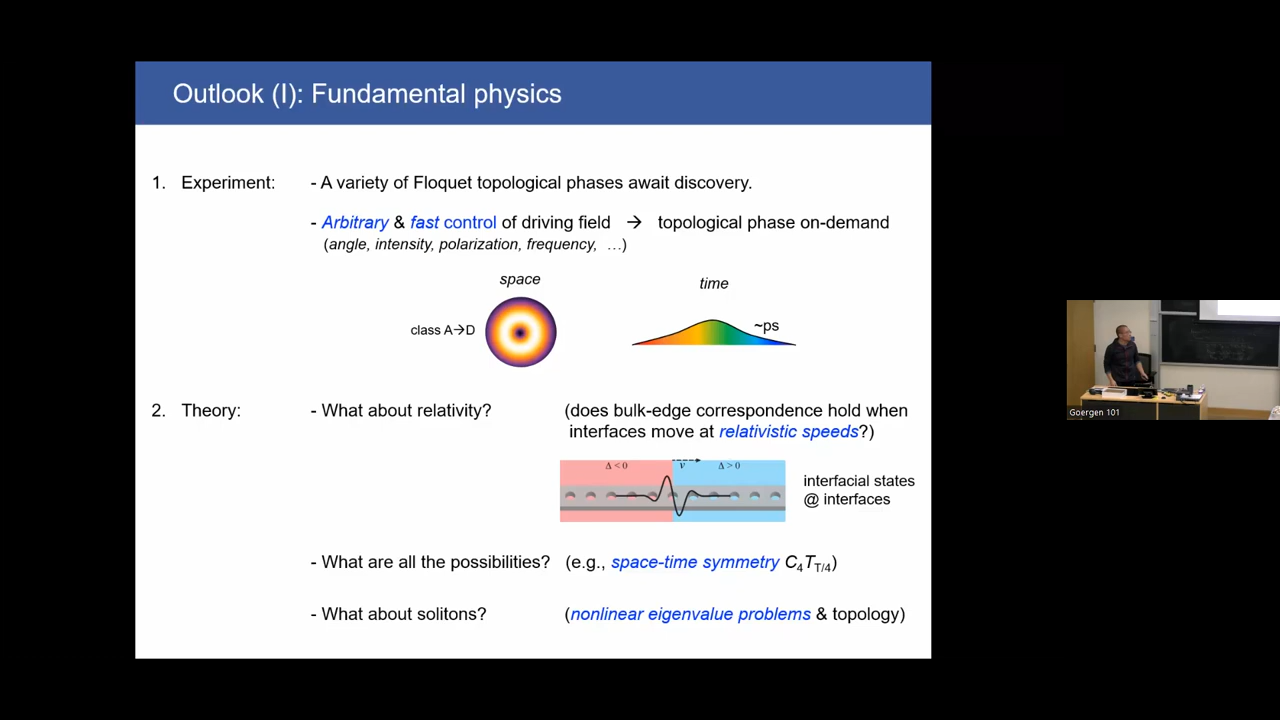 Outlook (I): Fundamental physics
1. Experiment: - A variety of Floquet topological phases await discovery.
- Arbitrary & fast control of driving field → topological phase on-demand
(angle, intensity, polarization, frequency, …)
space
time
class A→D
~ps
2. Theory: - What about relativity? (does bulk-edge correspondence hold when
interfaces move at relativistic speeds?)
Δ < 0 v Δ > 0
interfacial states
@ interfaces
- What are all the possibilities? (e.g., space-time symmetry C₄T_T/4)
- What about solitons? (nonlinear eigenvalue problems & topology)
Goergen 101